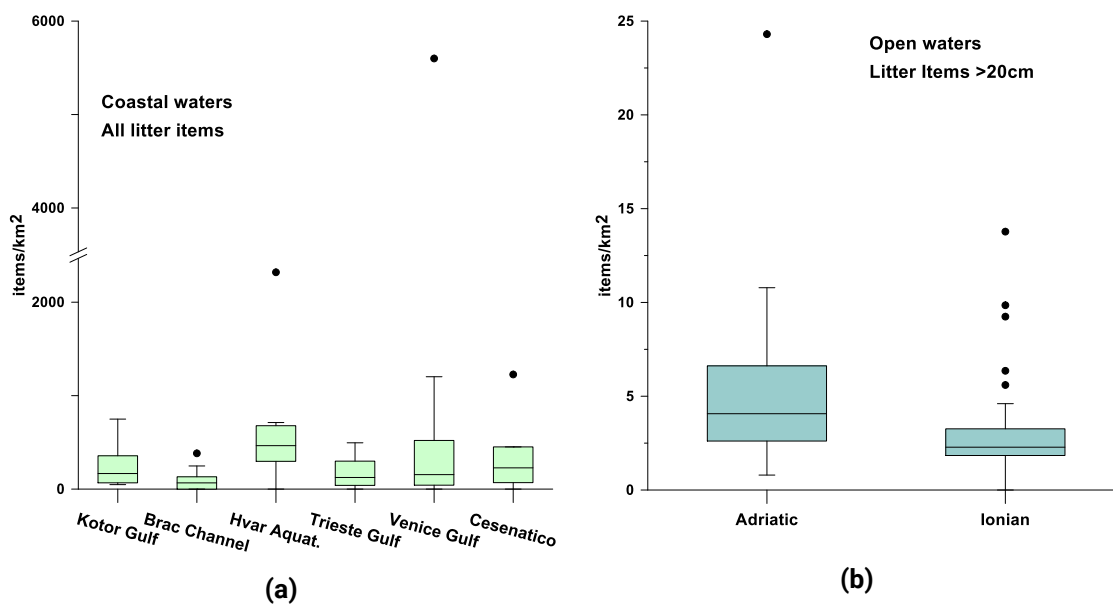 6000
4000
2000
0
items/km2
Coastal waters
All litter items
Kotor Gulf
Brac Channel
Hvar Aquat.
Trieste Gulf
Venice Gulf
Cesenatico
(a)
25
20
15
10
5
0
items/km2
Open waters
Litter Items >20cm
Adriatic
Ionian
(b)